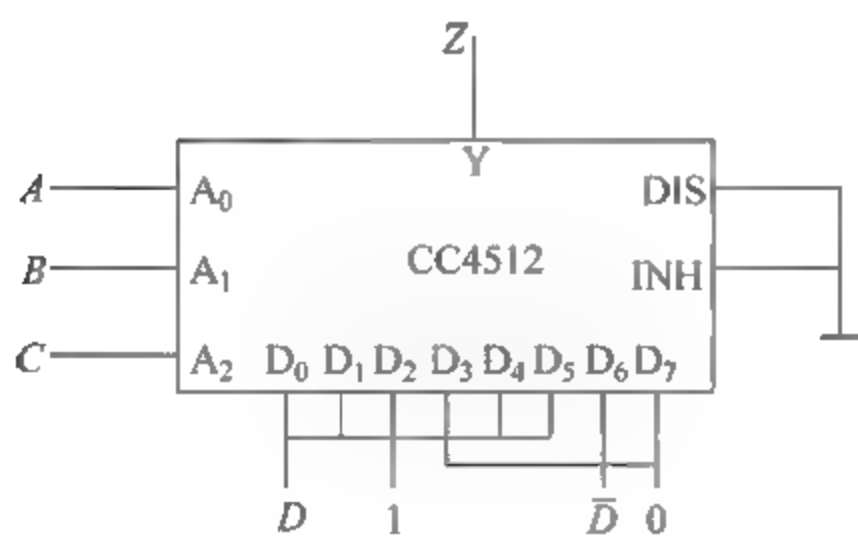 Z
Y
A A₀ DIS
CC4512
B A₁ INH
C A₂ D₀ D₁ D₂ D₃ D₄ D₅ D₆ D₇
D 1 D̅ 0